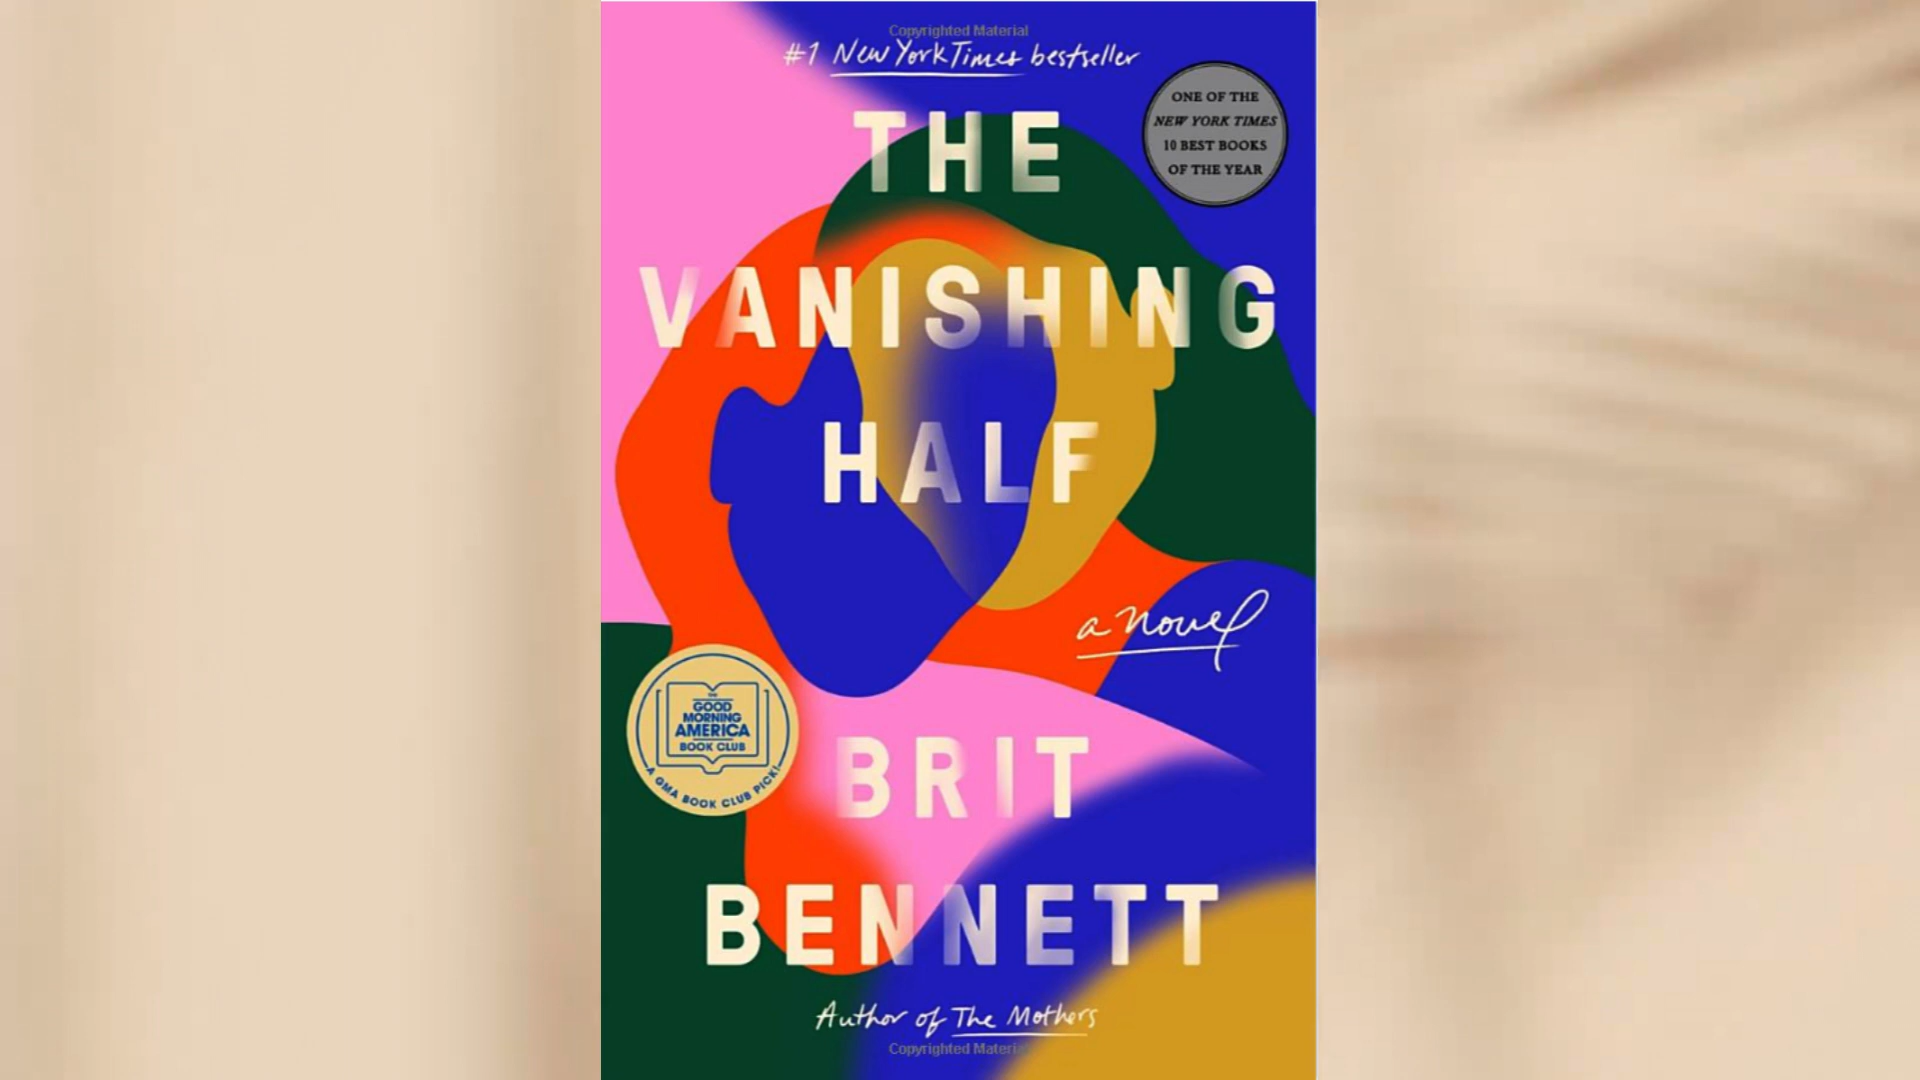 Copyrighted Material
#1 New York Times bestseller
ONE OF THE
NEW YORK TIMES
10 BEST BOOKS
OF THE YEAR
THE
VANISHING
HALF
a novel
THE
GOOD
MORNING
AMERICA
BOOK CLUB
A GMA BOOK CLUB PICK!
BRIT
BENNETT
Author of The Mothers
Copyrighted Materi